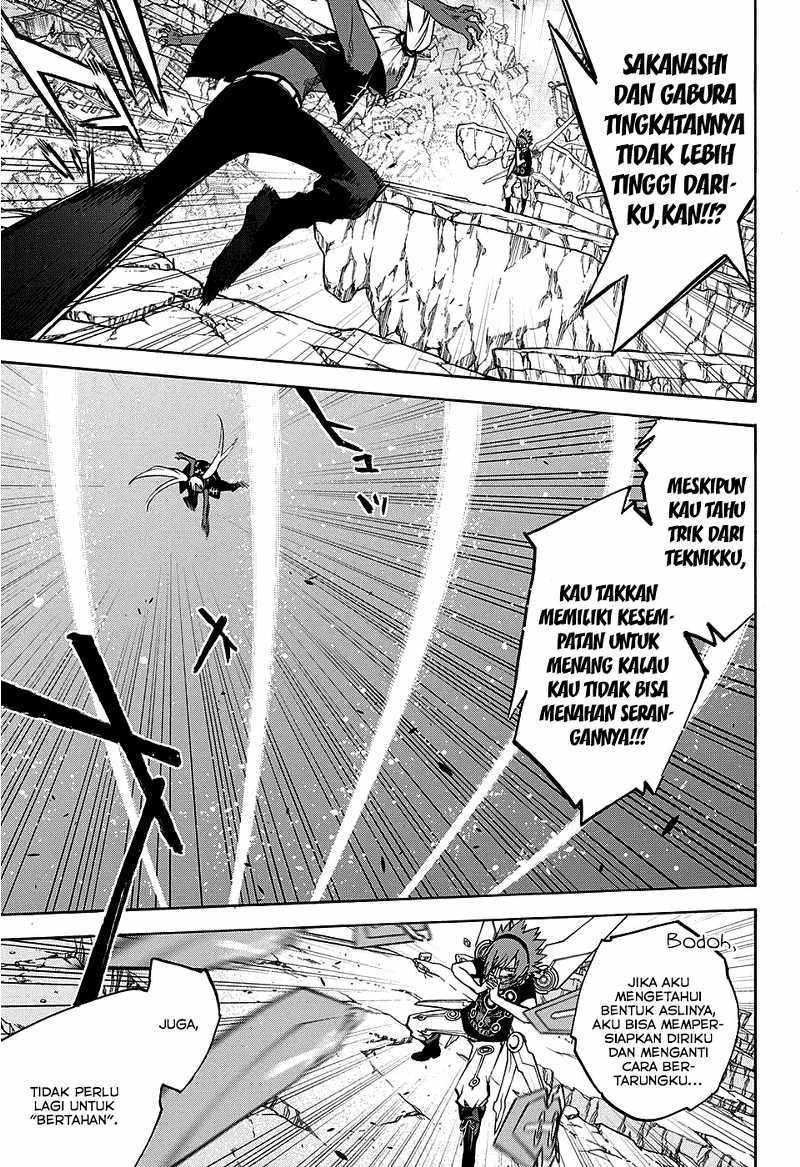 SAKANASHI
DAN GABURA
TINGKATANNYA
TIDAK LEBIH
TINGGI DARI-
KU,KAN!!?
MESKIPUN
KAU TAHU
TRIK DARI
TEKNIKKU,
KAU TAKKAN
MEMILIKI KESEM-
PATAN UNTUK
MENANG KALAU
KAU TIDAK BISA
MENAHAN SERAN-
GANNYA!!!
Bodoh,
JIKA AKU
MENGETAHUI
BENTUK ASLINYA,
AKU BISA MEMPER-
SIAPKAN DIRIKU
DAN MENGANTI
CARA BER-
TARUNGKU...
JUGA,
TIDAK PERLU
LAGI UNTUK
"BERTAHAN".